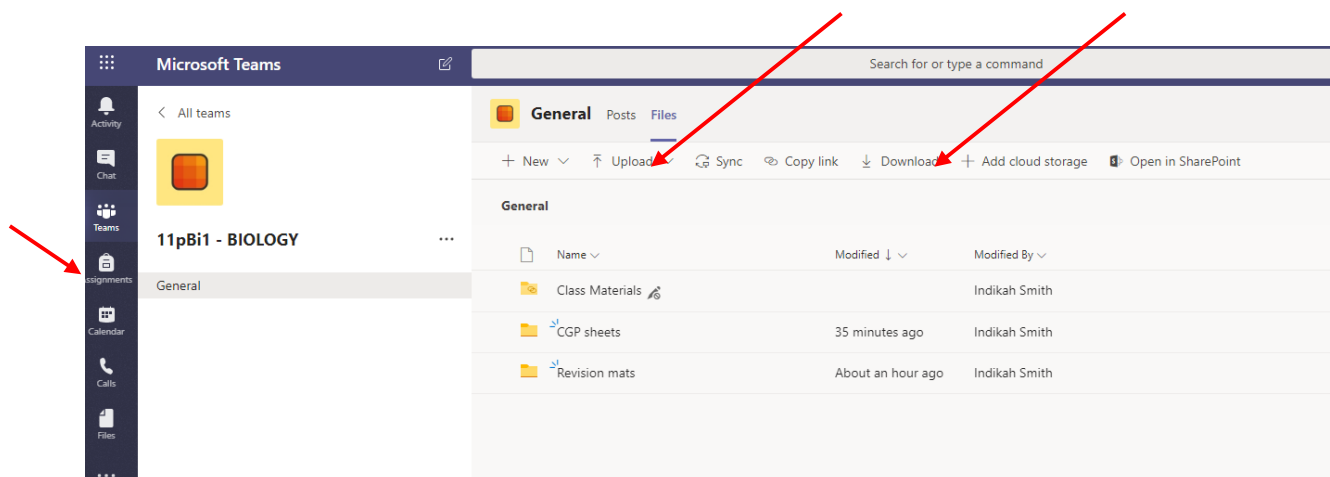 Microsoft Teams
Search for or type a command
Activity
Chat
Teams
Assignments
Calendar
Calls
Files
All teams
11pBi1 - BIOLOGY
General
General Posts Files
New Upload Sync Copy link Download Add cloud storage Open in SharePoint
General
Name Modified Modified By
Class Materials Indikah Smith
CGP sheets 35 minutes ago Indikah Smith
Revision mats About an hour ago Indikah Smith